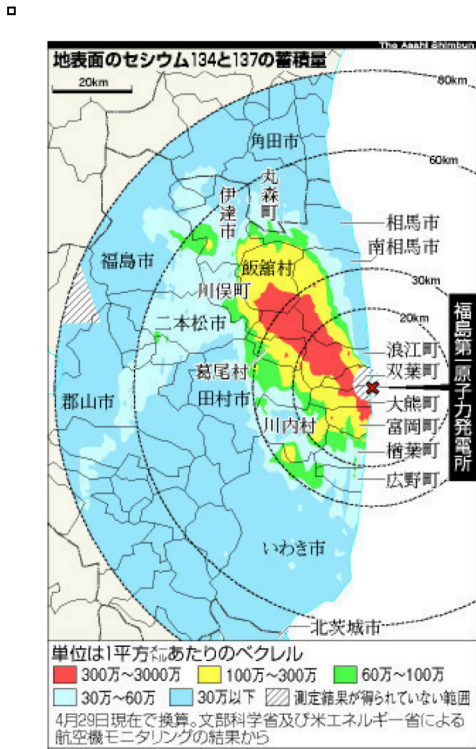 The Asahi Shimbun
地表面のセシウム134と137の蓄積量
20km
80km
角田市
60km
丸森町
伊達市
相馬市
南相馬市
福島市
飯舘村
30km
川俣町
20km
福島第一原子力発電所
二本松市
浪江町
双葉町
葛尾村
大熊町
郡山市
田村市
富岡町
川内村
楢葉町
広野町
いわき市
北茨城市
単位は1平方メートルあたりのベクレル
300万～3000万 100万～300万 60万～100万
30万～60万 30万以下 測定結果が得られていない範囲
4月29日現在で換算。文部科学省及び米エネルギー省による
航空機モニタリングの結果から